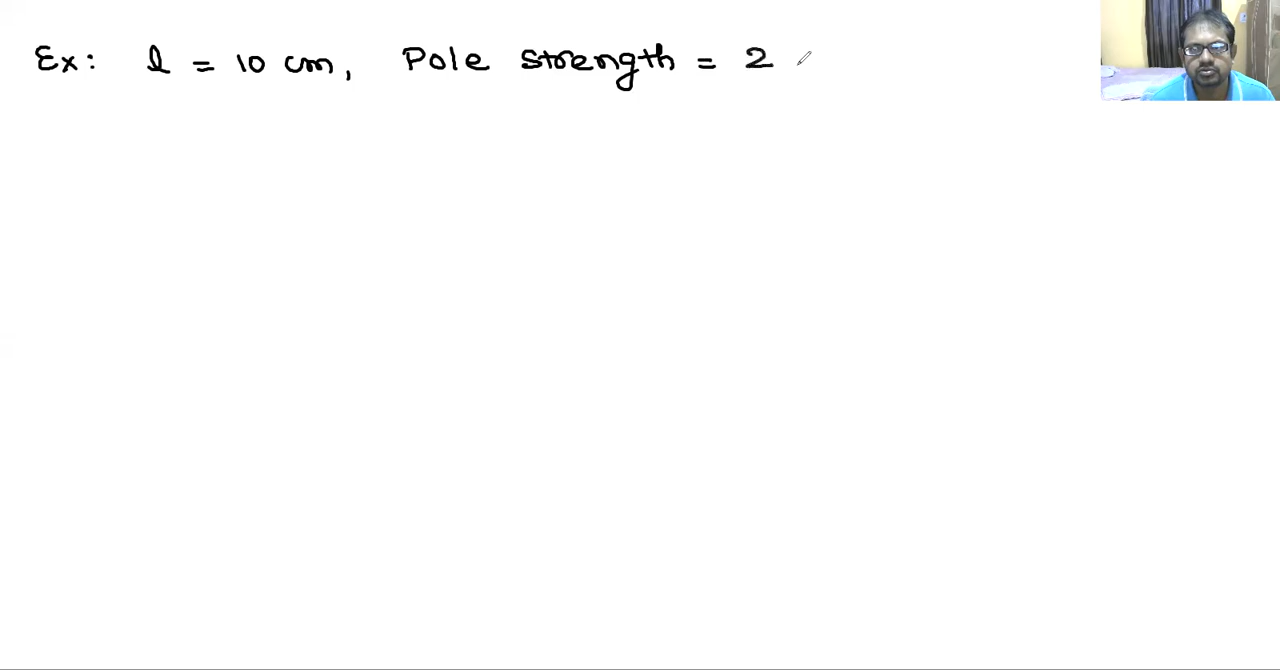 Ex: l = 10 cm, Pole strength = 2